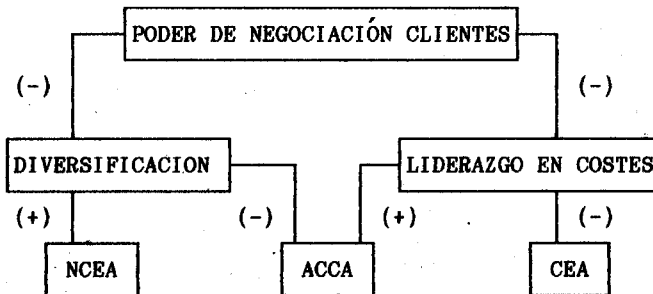 PODER DE NEGOCIACIÓN CLIENTES
(-) (-)
DIVERSIFICACION LIDERAZGO EN COSTES
(+) (-) (+) (-)
NCEA ACCA CEA